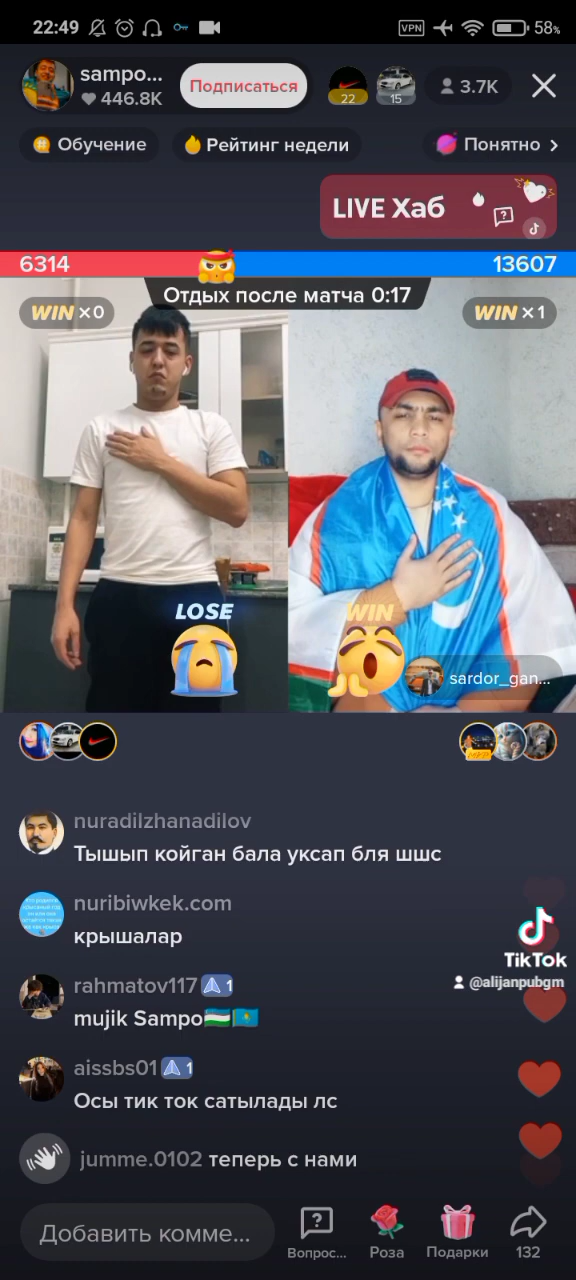 22:49
VPN
58%
sampo...
446.8K
Подписаться
22
15
3.7K
Обучение
Рейтинг недели
Понятно
LIVE Хаб
6314
13607
Отдых после матча 0:17
WIN ×0
WIN ×1
LOSE
WIN
sardor_gan...
nuradilzhanadilov
Тышып койган бала уксап бля шшс
nuribiwkek.com
крышалар
TikTok
@alijanpubgm
rahmatov117 1
mujik Sampo🇺🇿🇰🇿
aissbs01 1
Осы тик ток сатылады лс
jumme.0102 теперь с нами
Добавить комме...
Вопрос...
Роза
Подарки
132